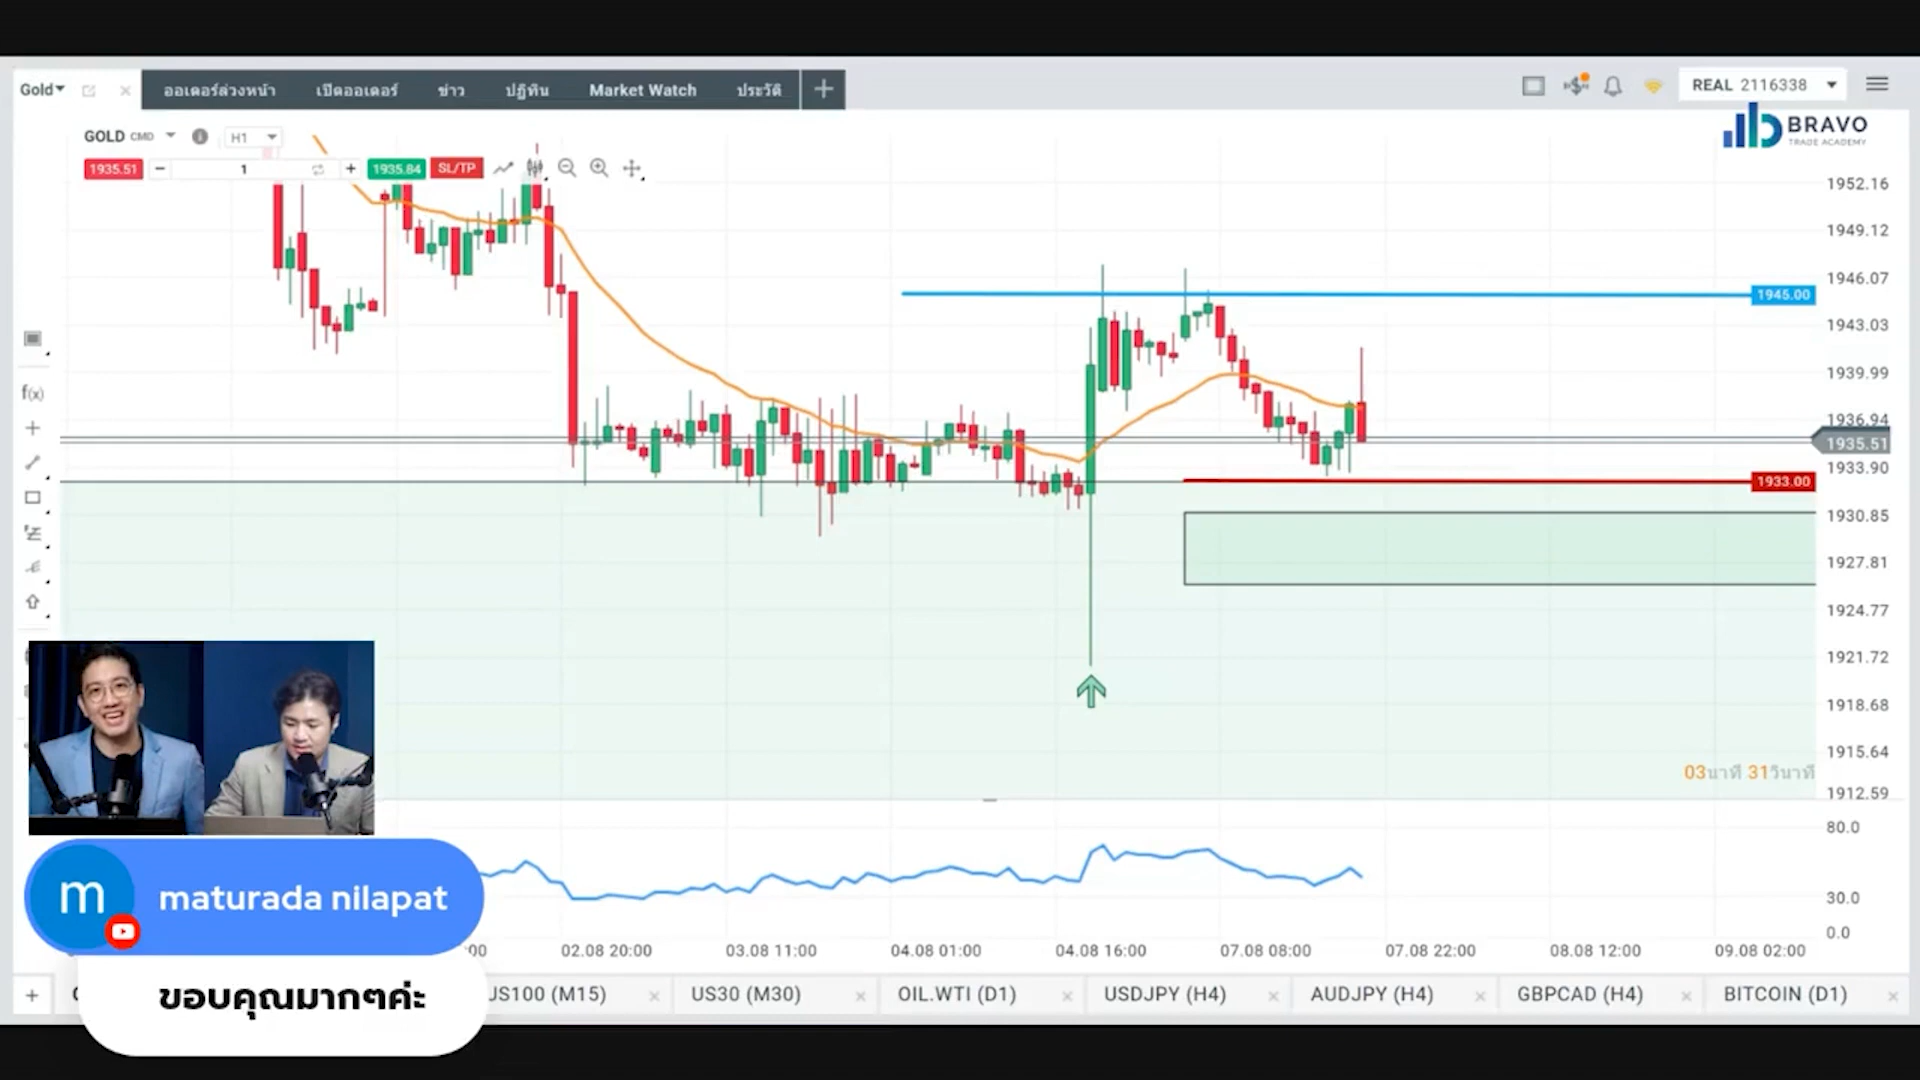 Gold
ออเดอร์ล่วงหน้า
เปิดออเดอร์
ข่าว
ปฏิทิน
Market Watch
ประวัติ
REAL 2116338
BRAVO
TRADE ACADEMY
GOLD CMD
H1
1935.51
1
1935.84
SL/TP
1952.16
1949.12
1946.07
1945.00
1943.03
1939.99
1936.94
1935.51
1933.90
1933.00
1930.85
1927.81
1924.77
1921.72
1918.68
1915.64
03นาที 31วินาที
1912.59
80.0
30.0
0.0
f(x)
02.08 20:00
03.08 11:00
04.08 01:00
04.08 16:00
07.08 08:00
07.08 22:00
08.08 12:00
09.08 02:00
m
maturada nilapat
ขอบคุณมากๆค่ะ
US100 (M15)
US30 (M30)
OIL.WTI (D1)
USDJPY (H4)
AUDJPY (H4)
GBPCAD (H4)
BITCOIN (D1)